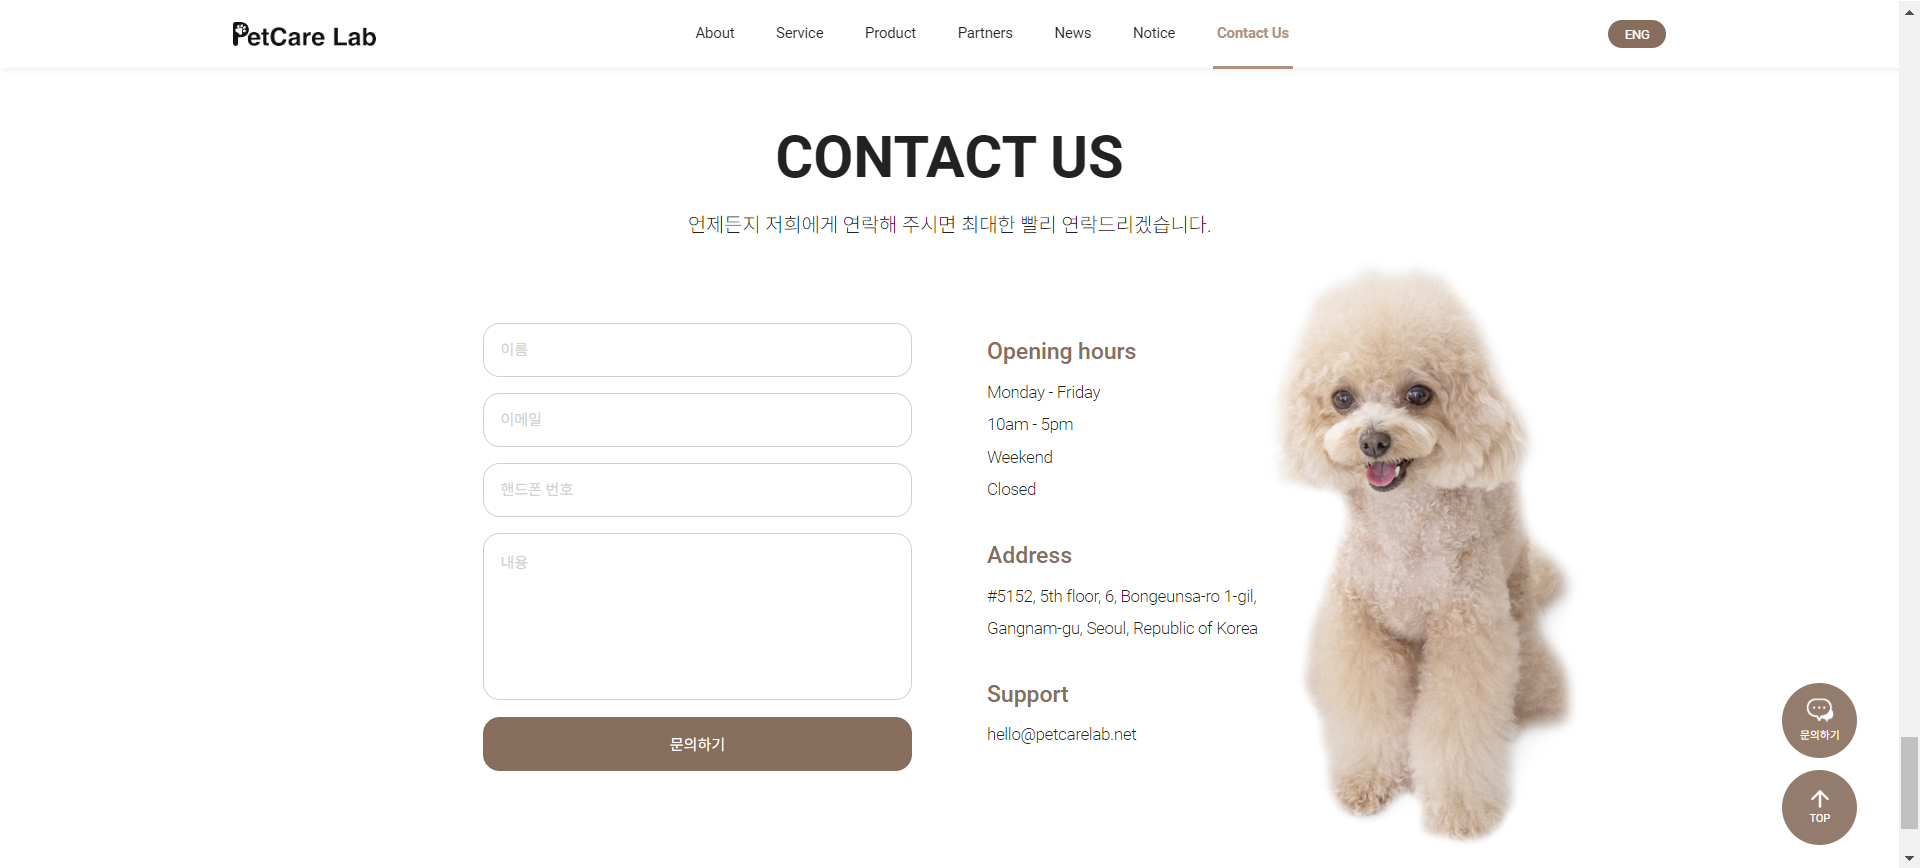 PetCare Lab
About
Service
Product
Partners
News
Notice
Contact Us
ENG
CONTACT US
언제든지 저희에게 연락해 주시면 최대한 빨리 연락드리겠습니다.
이름
이메일
핸드폰 번호
내용
문의하기
Opening hours
Monday - Friday
10am - 5pm
Weekend
Closed
Address
#5152, 5th floor, 6, Bongeunsa-ro 1-gil,
Gangnam-gu, Seoul, Republic of Korea
Support
hello@petcarelab.net
문의하기
TOP